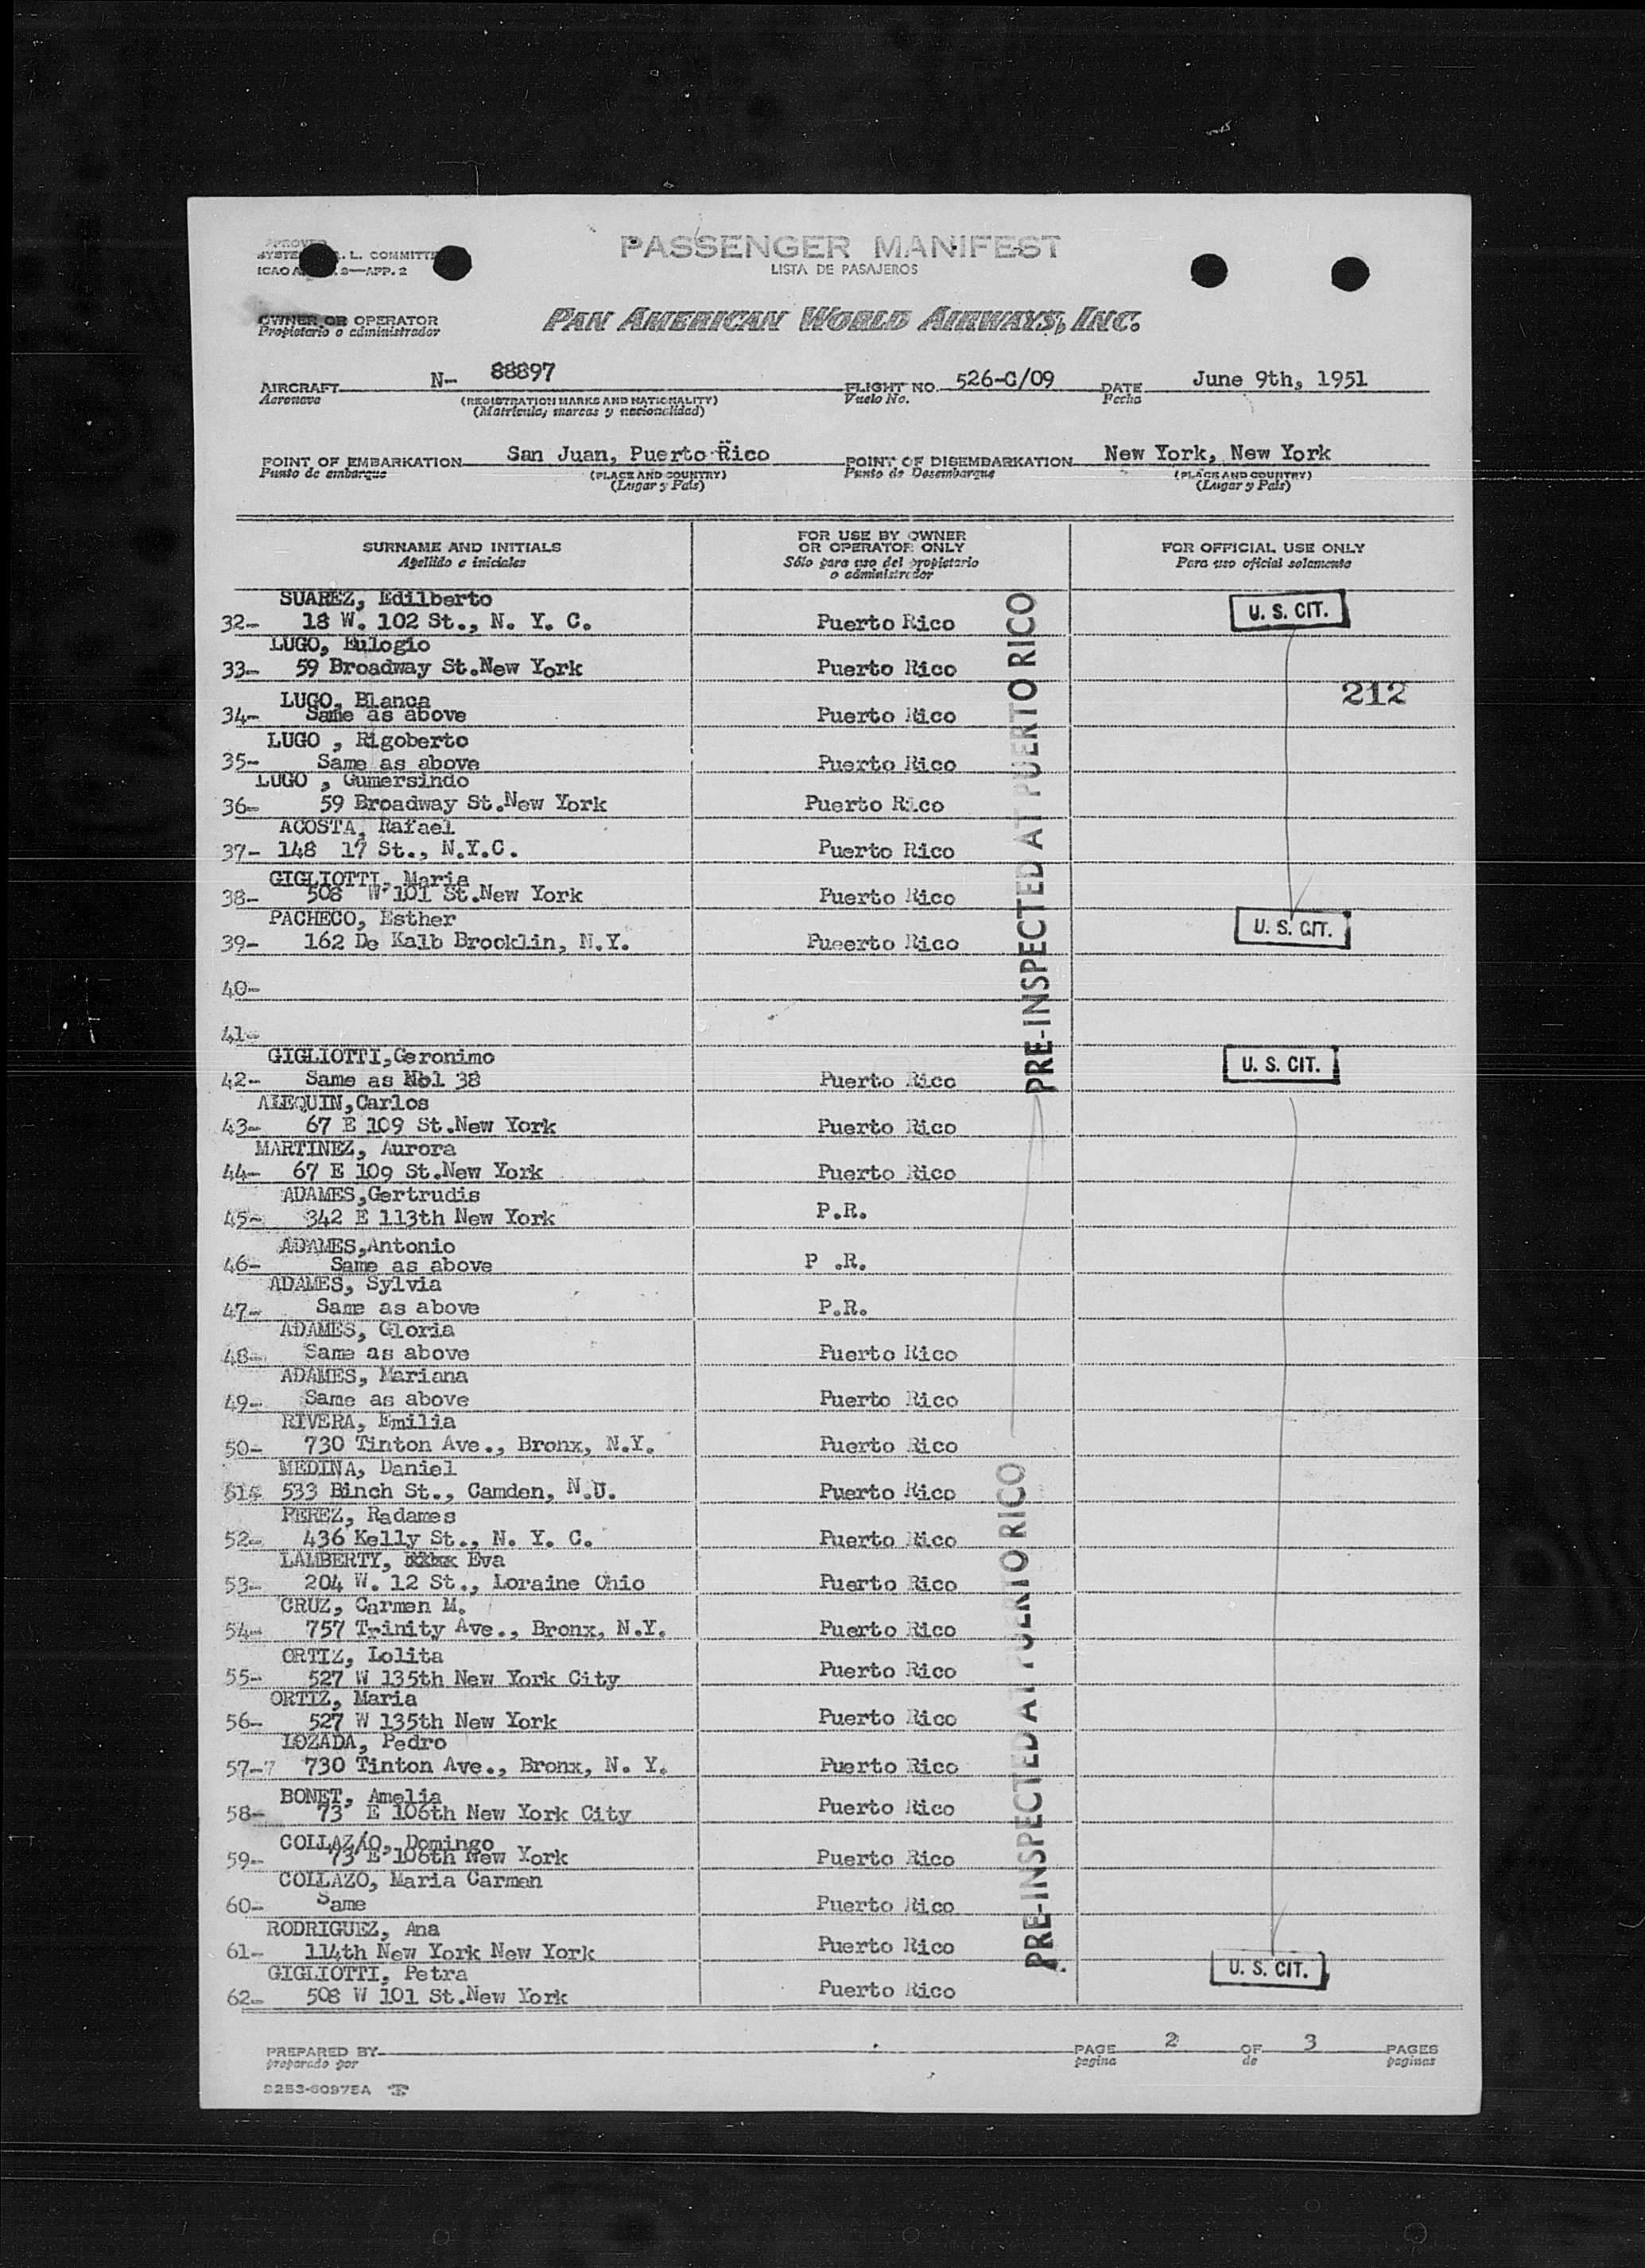 PASSENGER MANIFEST
LISTA DE PASAJEROS
L. COMMITTE
ICAO 2—APP. 2
OWNER OR OPERATOR
Propietario o administrador
PAN AMERICAN WORLD AIRWAYS, INC.
AIRCRAFT N- 88897 FLIGHT NO. 526-C/09 DATE June 9th, 1951
Aeronave (REGISTRATION MARKS AND NATIONALITY) Vuelo No. Fecha
(Matricula, marcas y nacionalidad)
POINT OF EMBARKATION San Juan, Puerto Rico POINT OF DISEMBARKATION New York, New York
Punto de embarque (PLACE AND COUNTRY) Punto de Desembarque (PLACE AND COUNTRY)
(Lugar y Pais) (Lugar y Pais)
SURNAME AND INITIALS FOR USE BY OWNER OR OPERATOR ONLY FOR OFFICIAL USE ONLY
Apellido e iniciales Sólo para uso del propietario o administrador Para uso oficial solamente
SUAREZ, Edilberto
32- 18 W. 102 St., N. Y. C. Puerto Rico U. S. CIT.
LUGO, Eulogio
33- 59 Broadway St.New York Puerto Rico
212
LUGO, Blanca
34- Same as above Puerto Rico
LUGO , Rigoberto
35- Same as above Puerto Rico
LUGO , Gumersindo
36- 59 Broadway St.New York Puerto Rico
ACOSTA, Rafael
37- 148 17 St., N.Y.C. Puerto Rico
GIGLIOTTI, Maria
38- 508 W 101 St.New York Puerto Rico
PACHECO, Esther
39- 162 De Kalb Brooklin, N.Y. Pueerto Rico U. S. CIT.
40-
41-
GIGLIOTTI,Geronimo
42- Same as Nbl 38 Puerto Rico U. S. CIT.
PRE-INSPECTED AT PUERTO RICO
ALEQUIN,Carlos
43- 67 E 109 St.New York Puerto Rico
MARTINEZ, Aurora
44- 67 E 109 St.New York Puerto Rico
ADAMES,Gertrudis
45- 342 E 113th New York P.R.
ADAMES,Antonio
46- Same as above P .R.
ADAMES, Sylvia
47- Same as above P.R.
ADAMES, Gloria
48- Same as above Puerto Rico
ADAMES, Mariana
49- Same as above Puerto Rico
RIVERA, Emilia
50- 730 Tinton Ave., Bronx, N.Y. Puerto Rico
MEDINA, Daniel
51- 533 Binch St., Camden, N.U. Puerto Rico
PEREZ, Radames
52- 436 Kelly St., N. Y. C. Puerto Rico
LAMBERTY, Eva
53- 204 W. 12 St., Loraine Ohio Puerto Rico
CRUZ, Carmen M.
54- 757 Trinity Ave., Bronx, N.Y. Puerto Rico
ORTIZ, Lolita
55- 527 W 135th New York City Puerto Rico
ORTIZ, Maria
56- 527 W 135th New York Puerto Rico
LOZADA, Pedro
57-7 730 Tinton Ave., Bronx, N. Y. Puerto Rico
BONET, Amelia
58- 73 E 106th New York City Puerto Rico
COLLAZAO, Domingo
59- 73 E 106th New York Puerto Rico
COLLAZO, Maria Carmen
60- Same Puerto Rico
RODRIGUEZ, Ana
61- 114th New York New York Puerto Rico
PRE-INSPECTED AT PUERTO RICO
U. S. CIT.
GIGLIOTTI, Petra
62- 508 W 101 St.New York Puerto Rico
PREPARED BY PAGE 2 OF 3 PAGES
preparado por pagina de paginas
S253-60975A